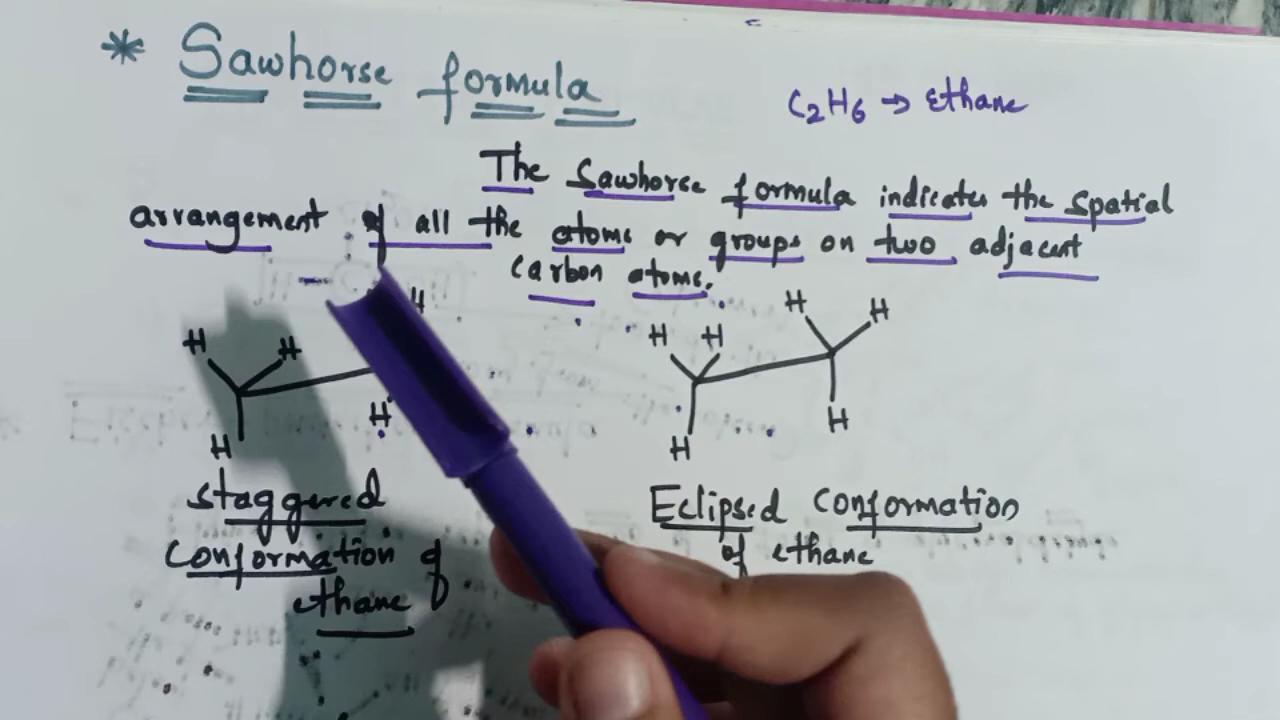 * Sawhorse formula
C2H6 → Ethane
The Sawhorse formula indicates the spatial
arrangement of all the atoms or groups on two adjacent
carbon atoms.
H H H
H
H
H H H H
H
H
staggered
conformation of
ethane
Eclipsed conformation
of ethane